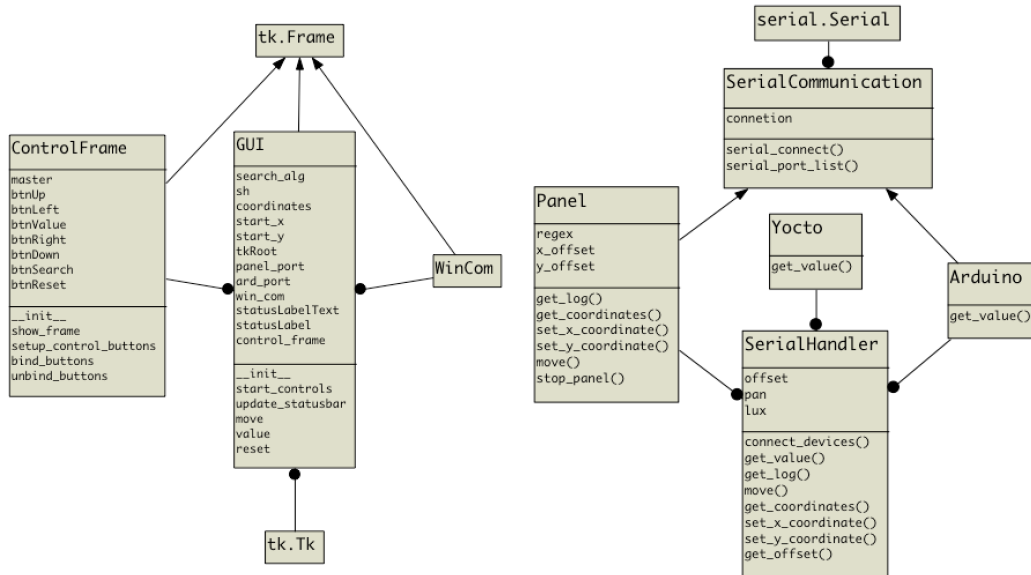 tk.Frame
ControlFrame
master
btnUp
btnLeft
btnValue
btnRight
btnDown
btnSearch
btnReset
__init__
show_frame
setup_control_buttons
bind_buttons
unbind_buttons
GUI
search_alg
sh
coordinates
start_x
start_y
tkRoot
panel_port
ard_port
win_com
statusLabelText
statusLabel
control_frame
__init__
start_controls
update_statusbar
move
value
reset
WinCom
tk.Tk
serial.Serial
SerialCommunication
connetion
serial_connect()
serial_port_list()
Panel
regex
x_offset
y_offset
get_log()
get_coordinates()
set_x_coordinate()
set_y_coordinate()
move()
stop_panel()
Yocto
get_value()
Arduino
get_value()
SerialHandler
offset
pan
lux
connect_devices()
get_value()
get_log()
move()
get_coordinates()
set_x_coordinate()
set_y_coordinate()
get_offset()